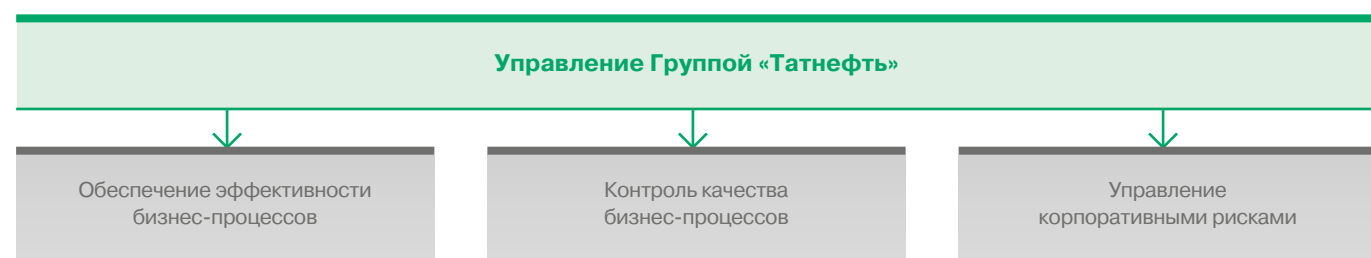 Управление Группой «Татнефть»
Обеспечение эффективности
бизнес-процессов
Контроль качества
бизнес-процессов
Управление
корпоративными рисками